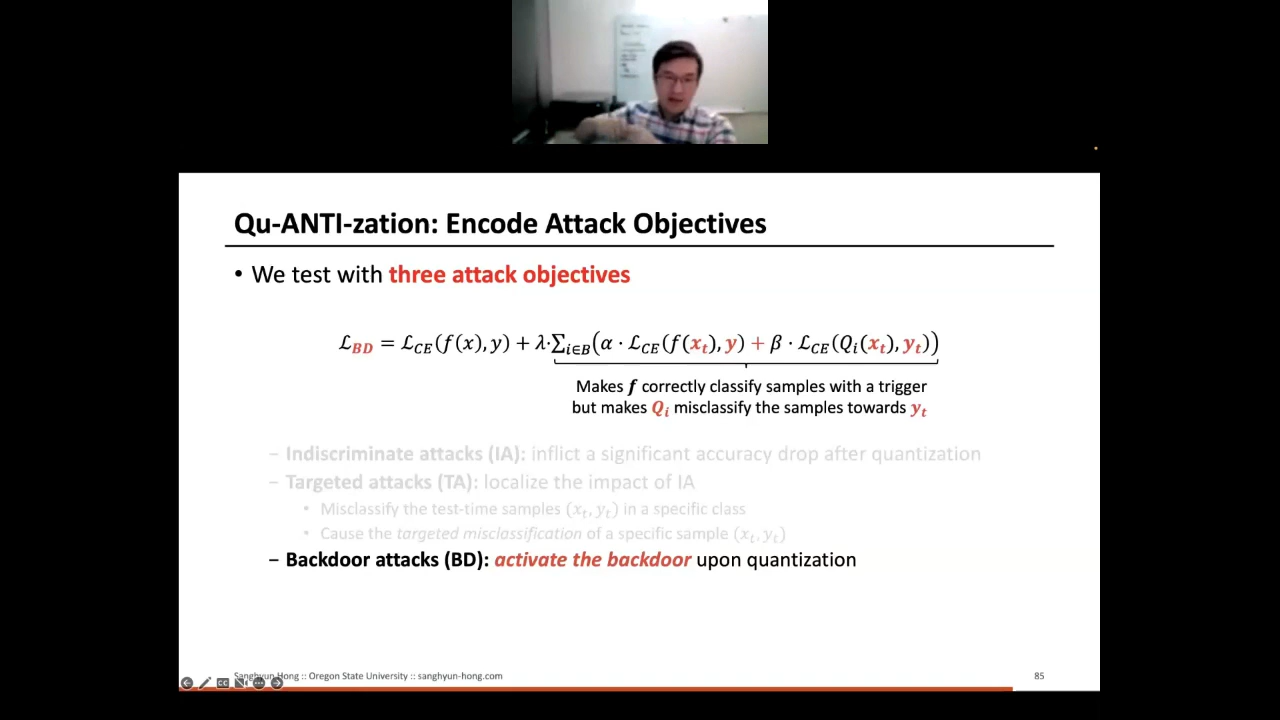 Qu-ANTI-zation: Encode Attack Objectives
• We test with three attack objectives
ℒ_BD = ℒ_CE(f(x), y) + λ·∑_{i∈B}(α · ℒ_CE(f(x_t), y) + β · ℒ_CE(Q_i(x_t), y_t))
Makes f correctly classify samples with a trigger
but makes Q_i misclassify the samples towards y_t
− Indiscriminate attacks (IA): inflict a significant accuracy drop after quantization
− Targeted attacks (TA): localize the impact of IA
• Misclassify the test-time samples (x_t, y_t) in a specific class
• Cause the targeted misclassification of a specific sample (x_t, y_t)
− Backdoor attacks (BD): activate the backdoor upon quantization
Sanghyun Hong :: Oregon State University :: sanghyun-hong.com
85